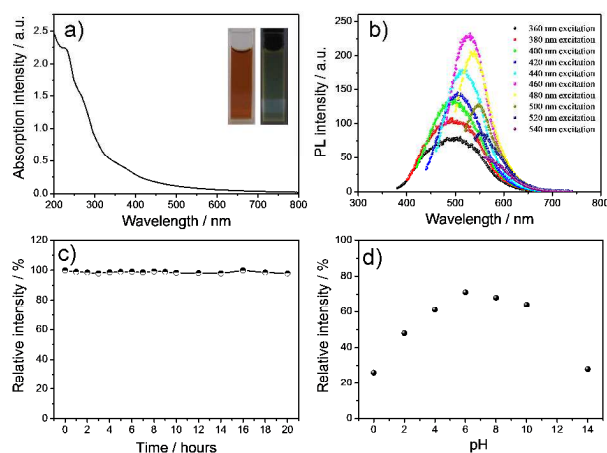 a)
Absorption intensity / a.u.
2.5
2.0
1.5
1.0
0.5
0.0
200 300 400 500 600 700 800
Wavelength / nm
b)
PL intensity / a.u.
250
225
200
175
150
125
100
75
50
25
0
300 400 500 600 700 800
Wavelength / nm
360 nm excitation
380 nm excitation
400 nm excitation
420 nm excitation
440 nm excitation
460 nm excitation
480 nm excitation
500 nm excitation
520 nm excitation
540 nm excitation
c)
Relative intensity / %
120
100
80
60
40
20
0
0 2 4 6 8 10 12 14 16 18 20
Time / hours
d)
Relative intensity / %
100
80
60
40
20
0
0 2 4 6 8 10 12 14
pH